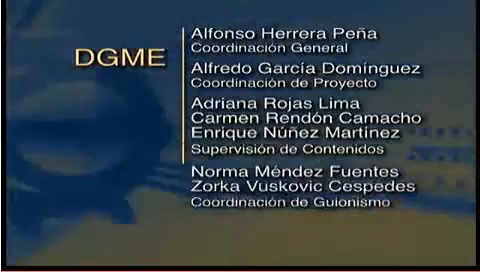 DGME
Alfonso Herrera Peña
Coordinación General
Alfredo García Domínguez
Coordinación de Proyecto
Adriana Rojas Lima
Carmen Rendón Camacho
Enrique Núñez Martínez
Supervisión de Contenidos
Norma Méndez Fuentes
Zorka Vuskovic Cespedes
Coordinación de Guionismo